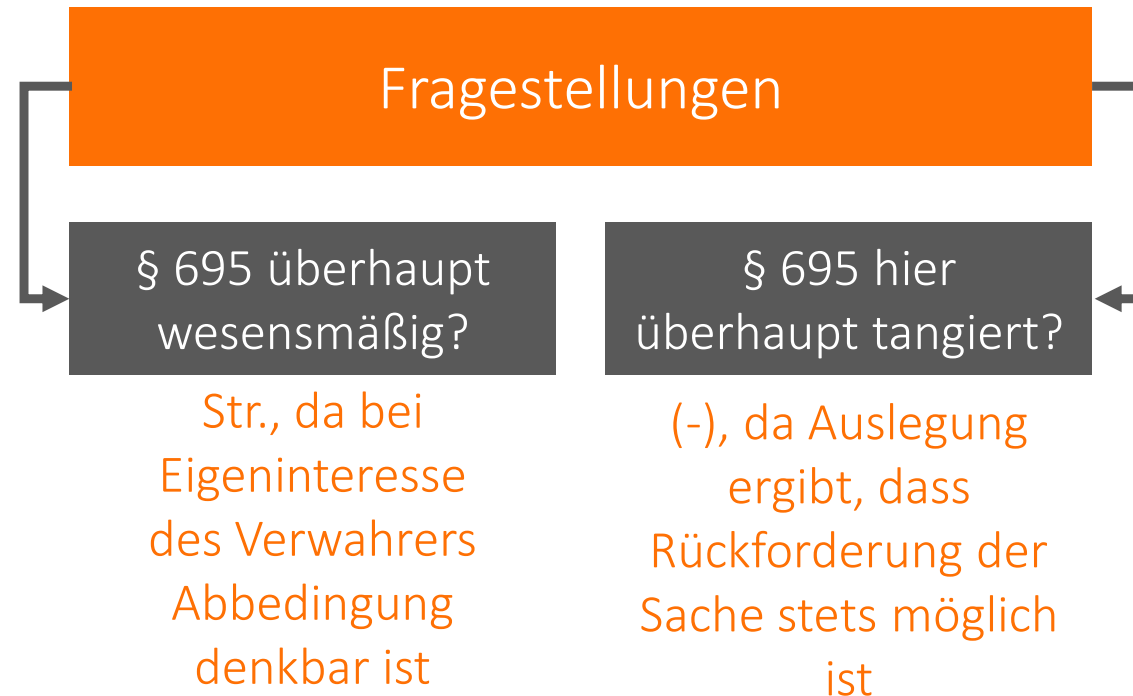 Fragestellungen
§ 695 überhaupt
wesensmäßig?
Str., da bei
Eigeninteresse
des Verwahrers
Abbedingung
denkbar ist
§ 695 hier
überhaupt tangiert?
(-), da Auslegung
ergibt, dass
Rückforderung der
Sache stets möglich
ist